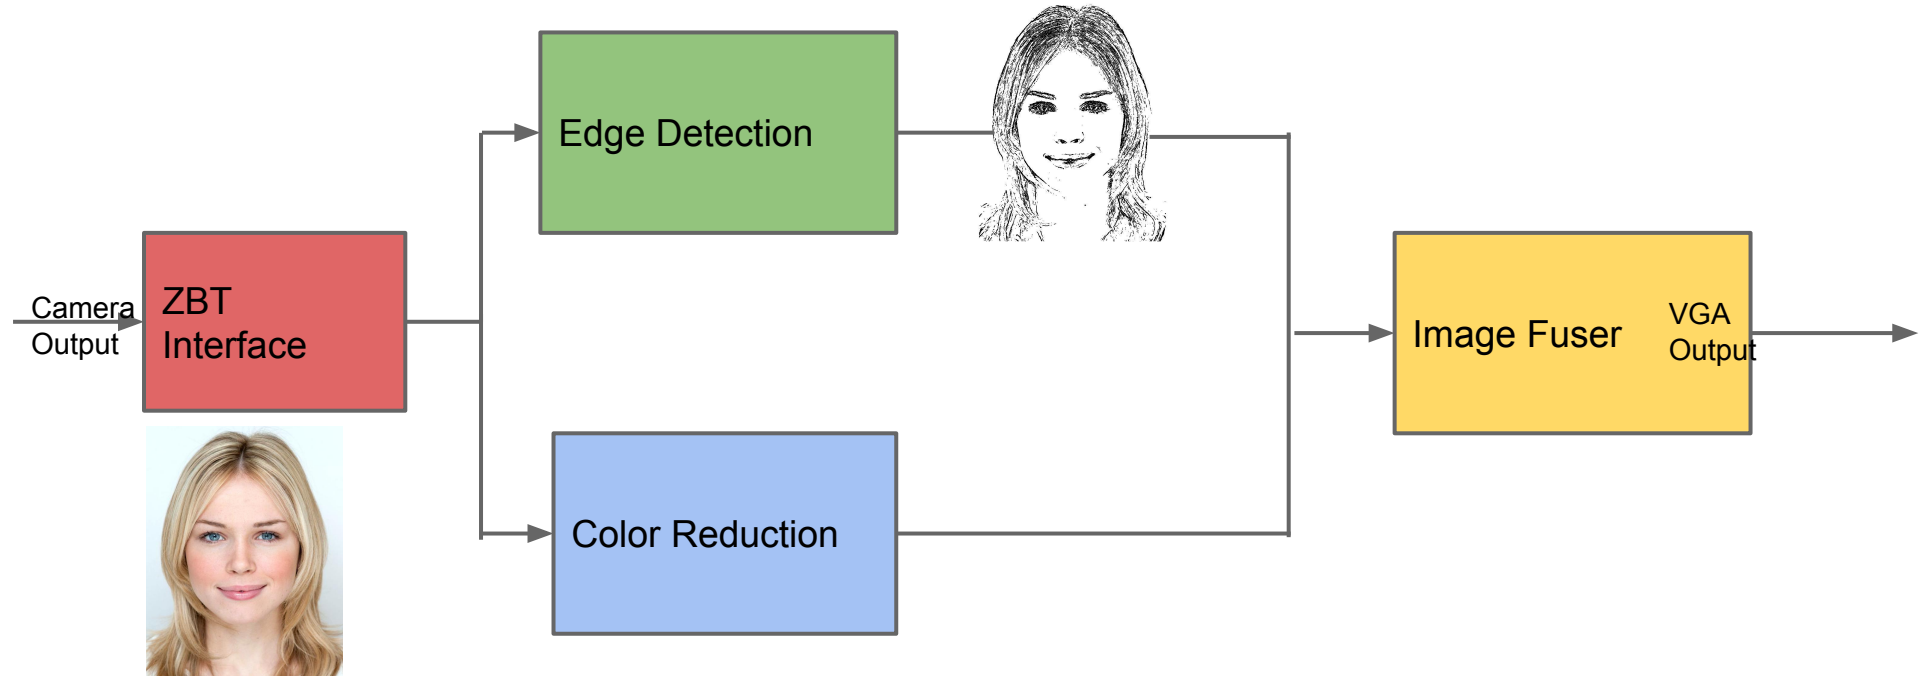 Edge Detection
Camera
Output
ZBT
Interface
Image Fuser
VGA
Output
Color Reduction